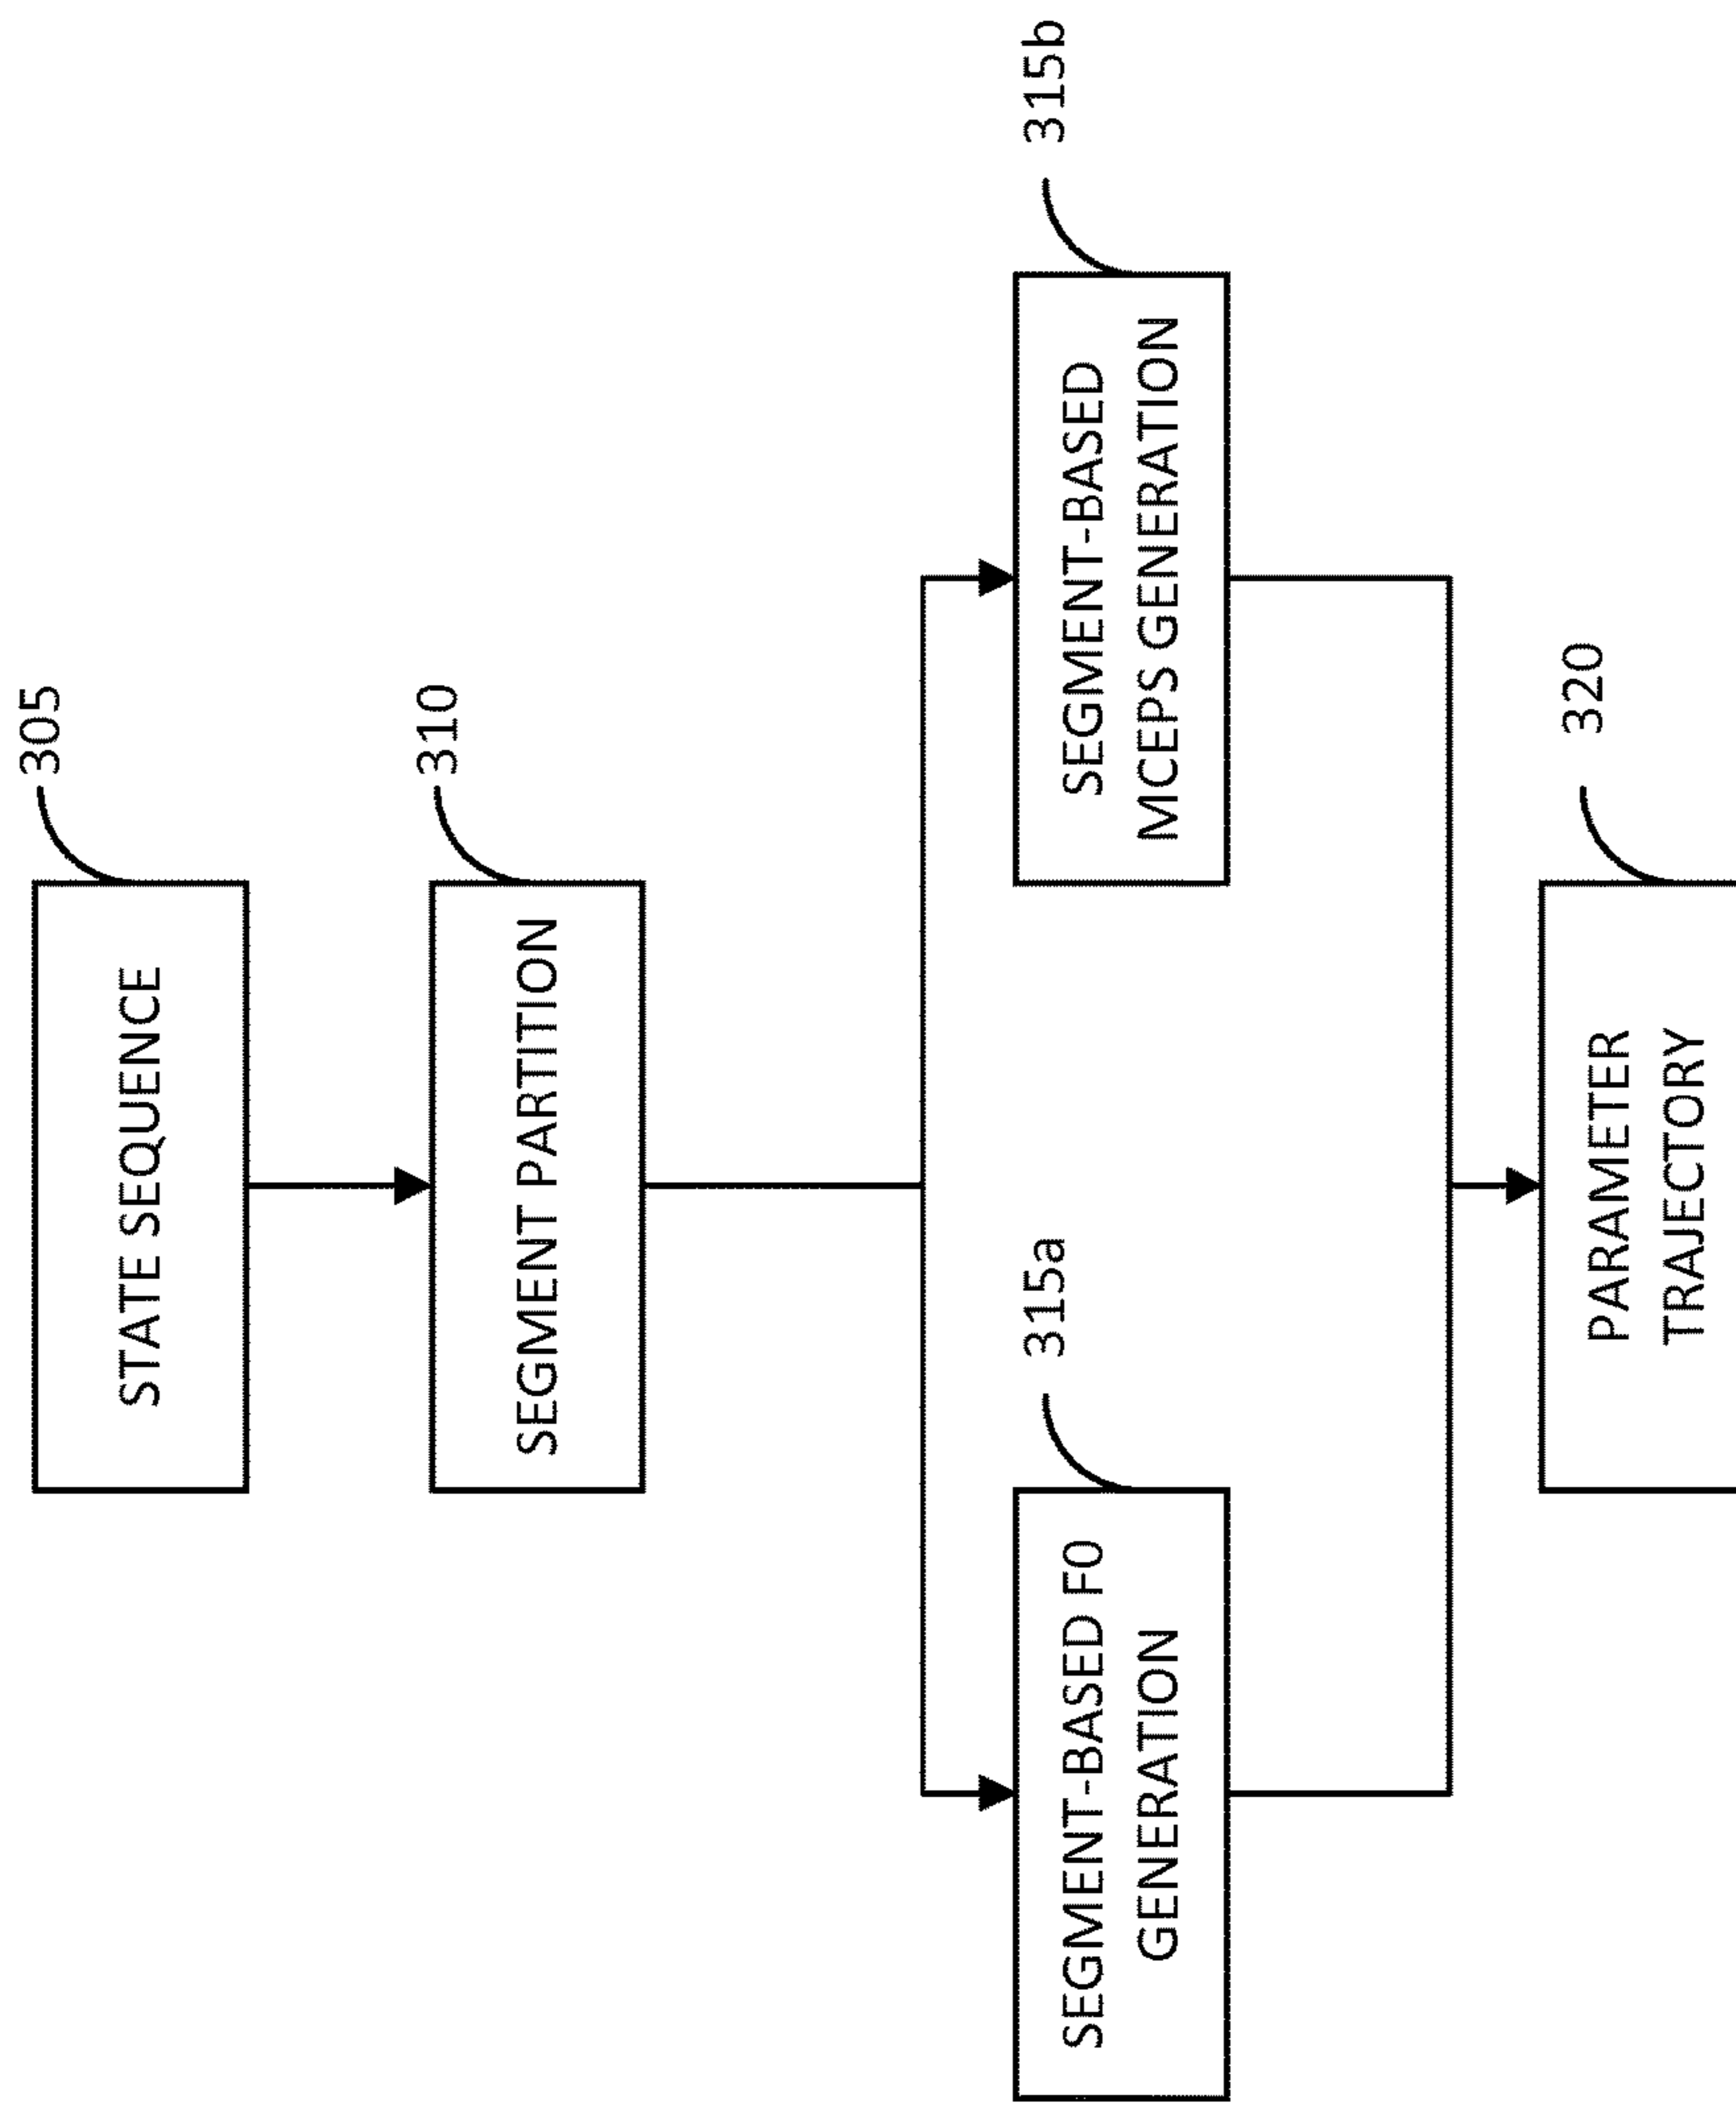 305
STATE SEQUENCE
310
SEGMENT PARTITION
315a
SEGMENT-BASED F0
GENERATION
315b
SEGMENT-BASED
MCEPS GENERATION
320
PARAMETER
TRAJECTORY